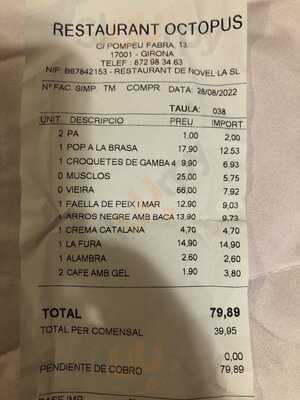 RESTAURANT OCTOPUS
C/ POMPEU FABRA, 13
17001 - GIRONA
TELEF : 872 98 34 63
NIF: B67842153 - RESTAURANT DE NOVEL·LA SL
Nº FAC. SIMP. TM COMPR. DATA: 28/08/2022
TAULA: 038
UNIT. DESCRIPCIO PREU IMPORT
2 PA 1,00 2,00
1 POP A LA BRASA 17,90 12,53
1 CROQUETES DE GAMBA 4 9,90 6,93
0 MUSCLOS 25,00 5,75
0 VIEIRA 66,00 7,92
1 PAELLA DE PEIX I MAR 12,90 9,03
1 ARROS NEGRE AMB BACA 13,90 9,73
1 CREMA CATALANA 4,70 4,70
1 LA FURA 14,90 14,90
1 ALAMBRA 2,60 2,60
2 CAFE AMB GEL 1,90 3,80
TOTAL 79,89
TOTAL PER COMENSAL 39,95
0,00
PENDIENTE DE COBRO 79,89